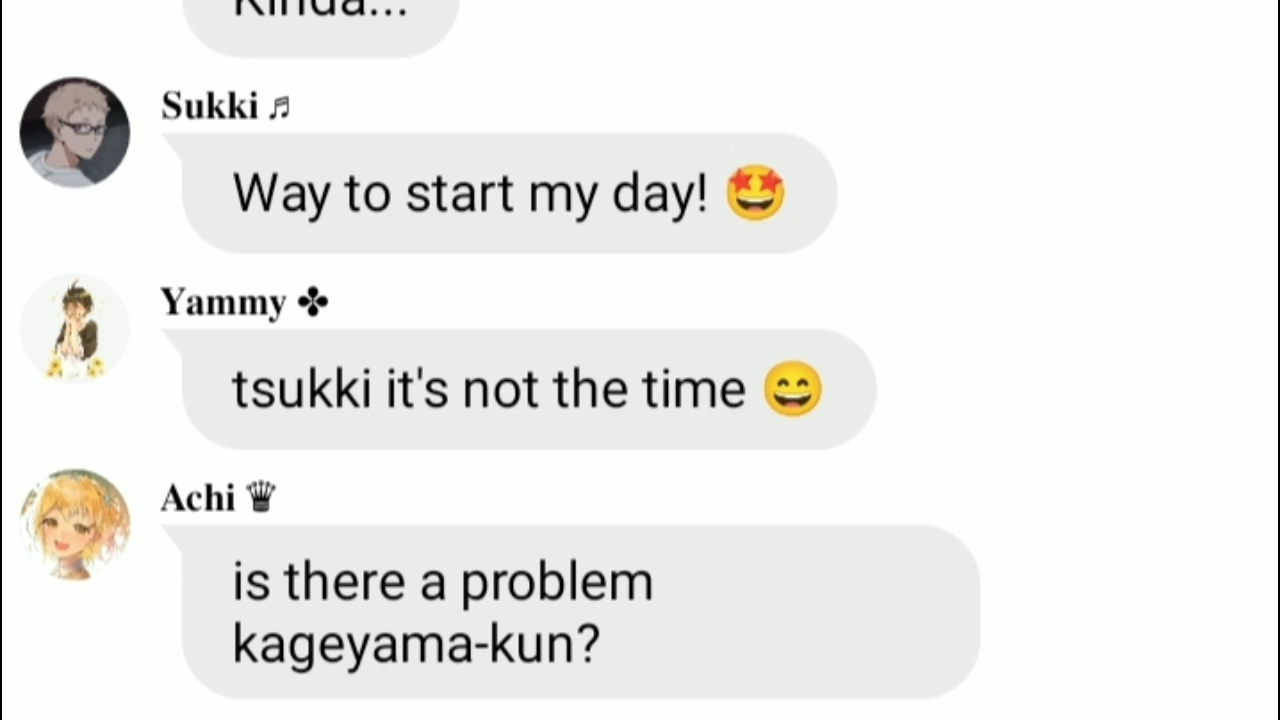 Kinda...
Sukki ♬
Way to start my day! 🤩
Yammy ✤
tsukki it's not the time 😄
Achi ♛
is there a problem
kageyama-kun?